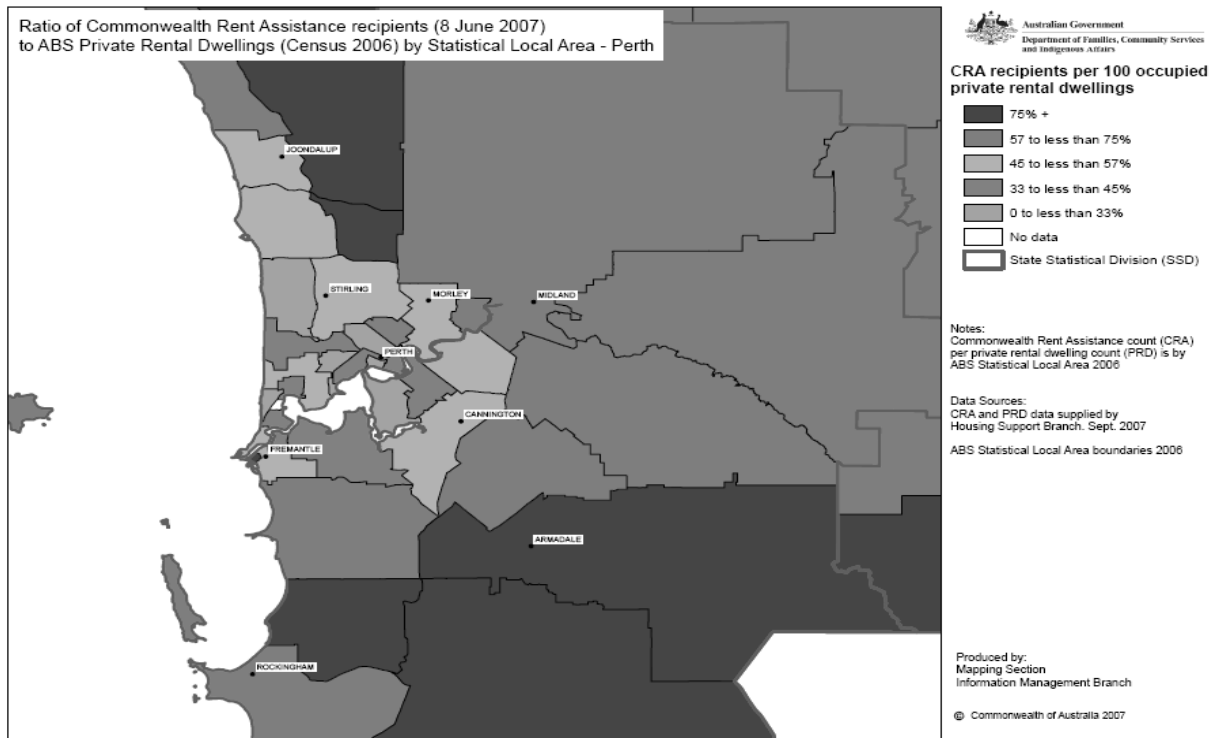 Ratio of Commonwealth Rent Assistance recipients (8 June 2007)
to ABS Private Rental Dwellings (Census 2006) by Statistical Local Area - Perth
JOONDALUP
STIRLING
MORLEY
MIDLAND
PERTH
CANNINGTON
FREMANTLE
ARMADALE
ROCKINGHAM
Australian Government
Department of Families, Community Services
and Indigenous Affairs
CRA recipients per 100 occupied
private rental dwellings
75% +
57 to less than 75%
45 to less than 57%
33 to less than 45%
0 to less than 33%
No data
State Statistical Division (SSD)
Notes:
Commonwealth Rent Assistance count (CRA)
per private rental dwelling count (PRD) is by
ABS Statistical Local Area 2006
Data Sources:
CRA and PRD data supplied by
Housing Support Branch. Sept. 2007
ABS Statistical Local Area boundaries 2006
Produced by:
Mapping Section
Information Management Branch
© Commonwealth of Australia 2007